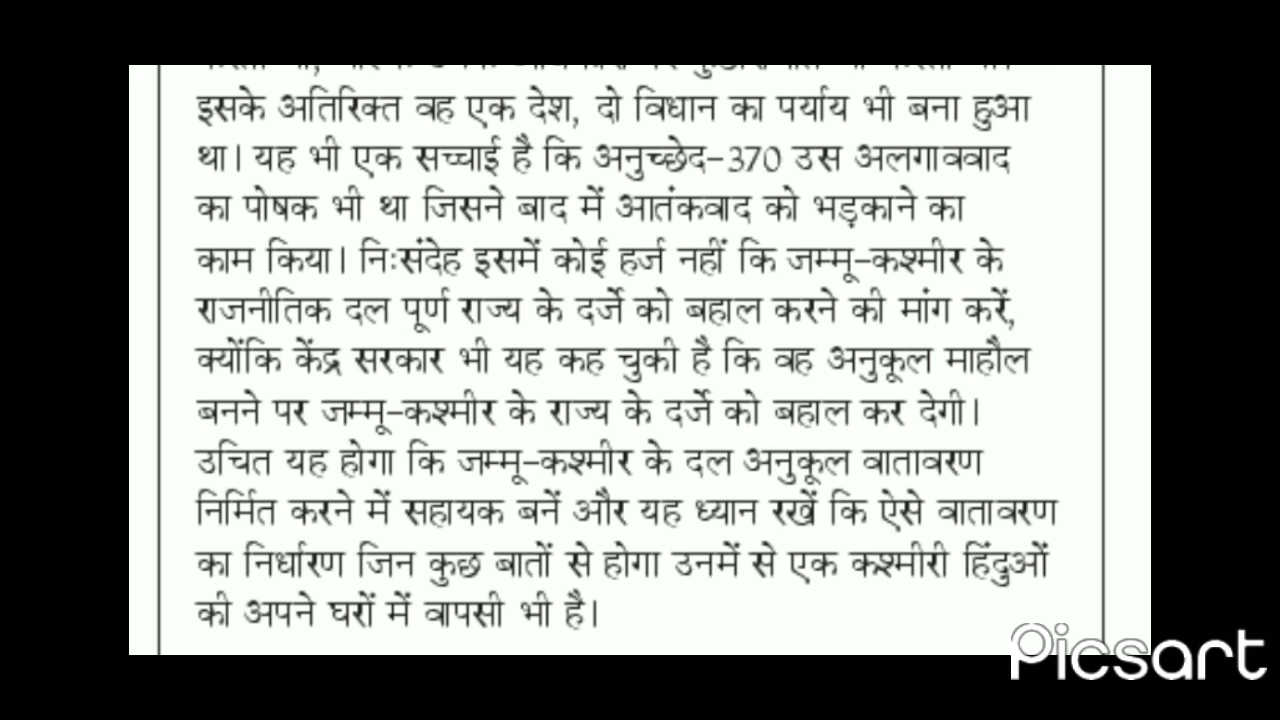 इसके अतिरिक्त वह एक देश, दो विधान का पर्याय भी बना हुआ
था। यह भी एक सच्चाई है कि अनुच्छेद-370 उस अलगाववाद
का पोषक भी था जिसने बाद में आतंकवाद को भड़काने का
काम किया। निःसंदेह इसमें कोई हर्ज नहीं कि जम्मू-कश्मीर के
राजनीतिक दल पूर्ण राज्य के दर्जे को बहाल करने की मांग करें,
क्योंकि केंद्र सरकार भी यह कह चुकी है कि वह अनुकूल माहौल
बनने पर जम्मू-कश्मीर के राज्य के दर्जे को बहाल कर देगी।
उचित यह होगा कि जम्मू-कश्मीर के दल अनुकूल वातावरण
निर्मित करने में सहायक बनें और यह ध्यान रखें कि ऐसे वातावरण
का निर्धारण जिन कुछ बातों से होगा उनमें से एक कश्मीरी हिंदुओं
की अपने घरों में वापसी भी है।
Picsart